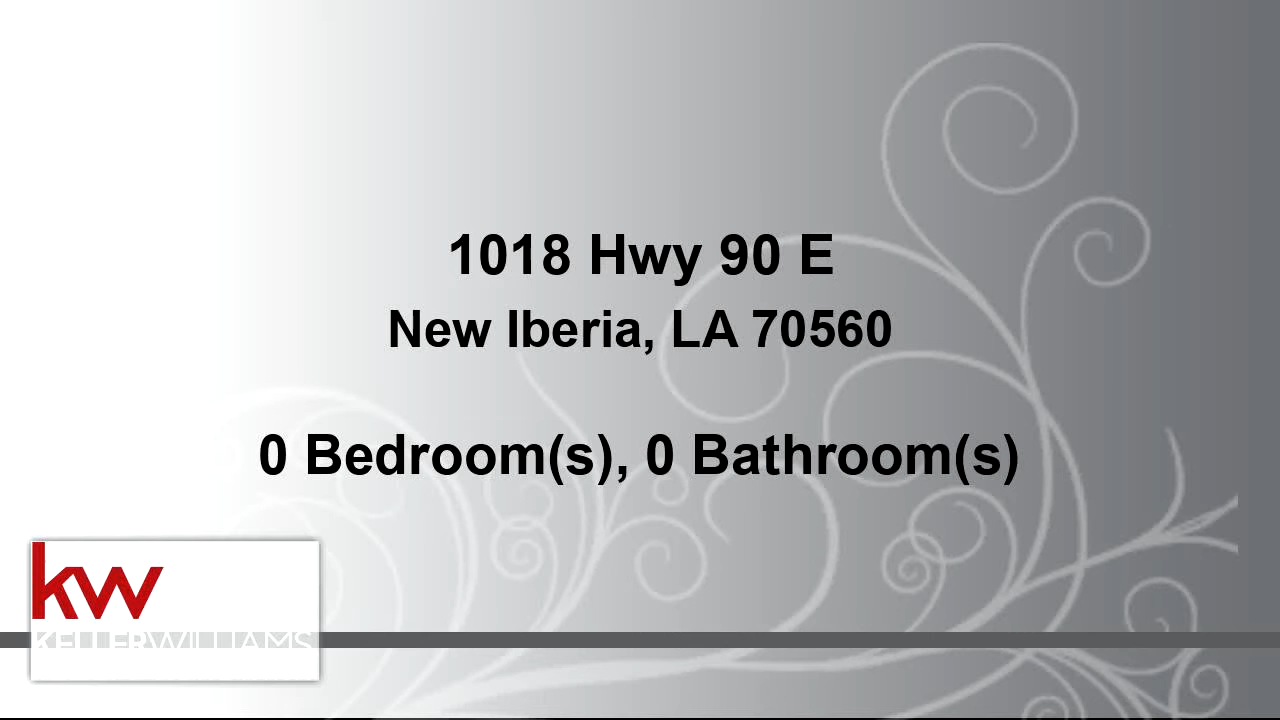 1018 Hwy 90 E
New Iberia, LA 70560
0 Bedroom(s), 0 Bathroom(s)
kw
KELLERWILLIAMS